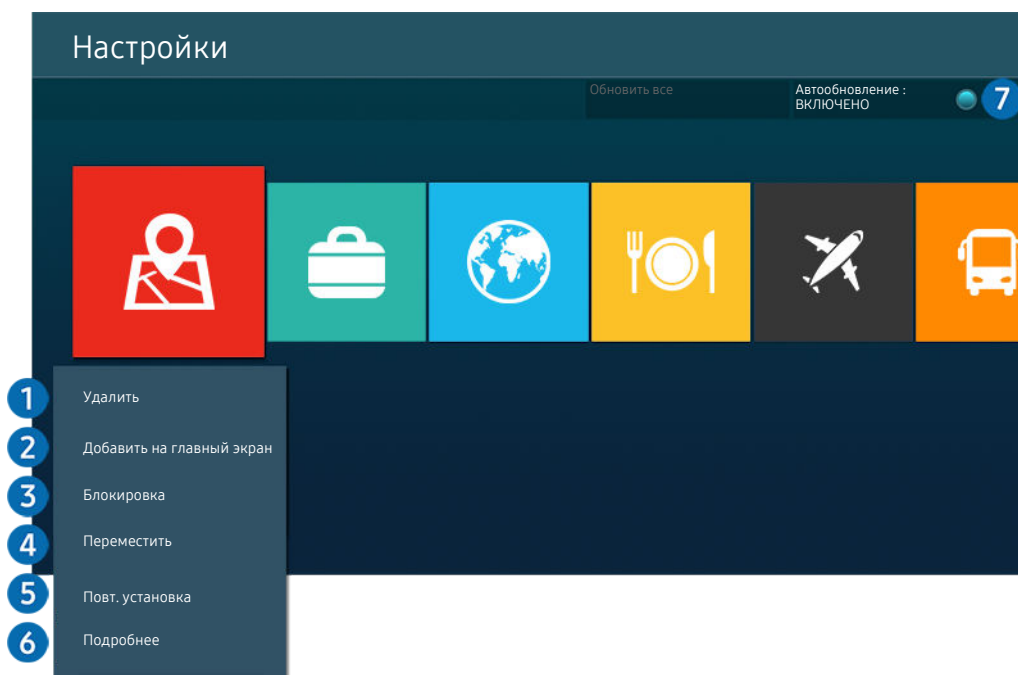 Настройки
Обновить все
Автообновление :
ВКЛЮЧЕНО
7
1 Удалить
2 Добавить на главный экран
3 Блокировка
4 Переместить
5 Повт. установка
6 Подробнее